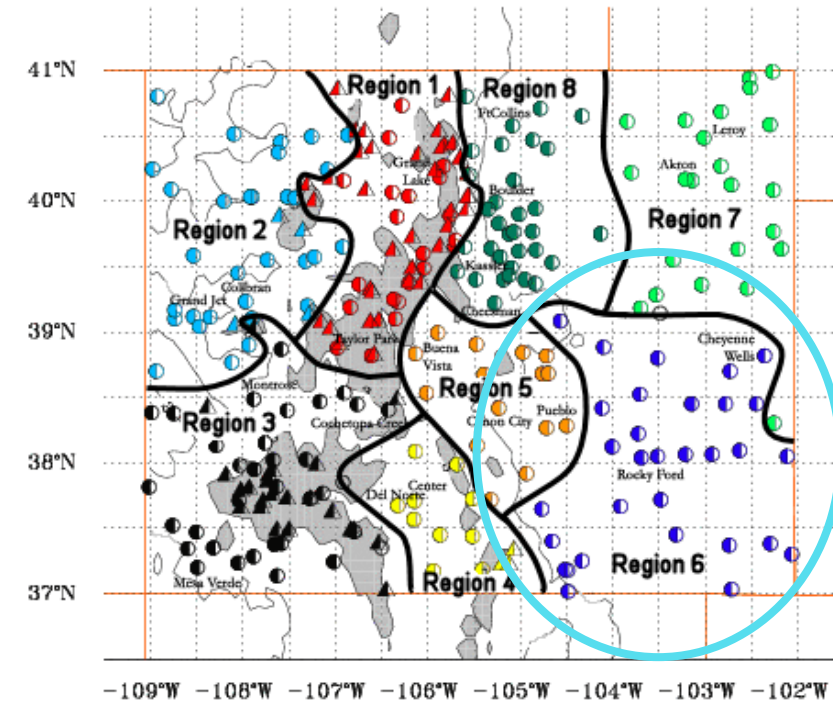 41°N
Region 1
Region 8
FtCollins
Leroy
Grand
Lake
Akron
Boulder
40°N
Region 2
Region 7
Kassler
Collbran
Grand Jct
Cheesman
39°N
Taylor Park
Buena
Vista
Cheyenne
Wells
Montrose
Region 5
Region 3
Cochetopa Creek
Canon City
Pueblo
38°N
Rocky Ford
Del Norte
Center
Region 6
Mesa Verde
Region 4
37°N
-109°W -108°W -107°W -106°W -105°W -104°W -103°W -102°W